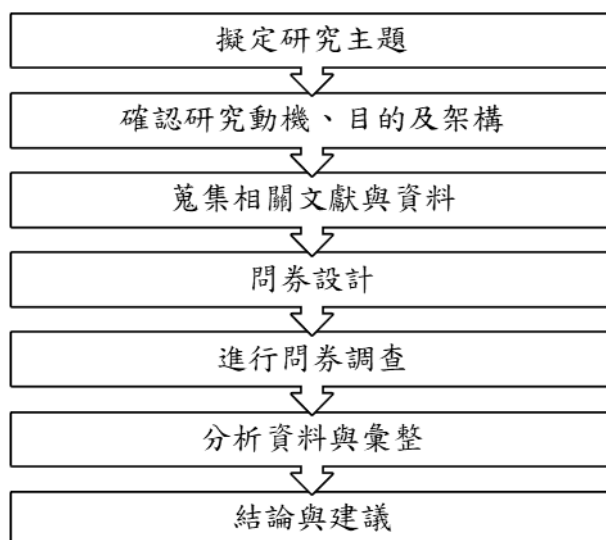 擬定研究主題
確認研究動機、目的及架構
蒐集相關文獻與資料
問券設計
進行問券調查
分析資料與彙整
結論與建議